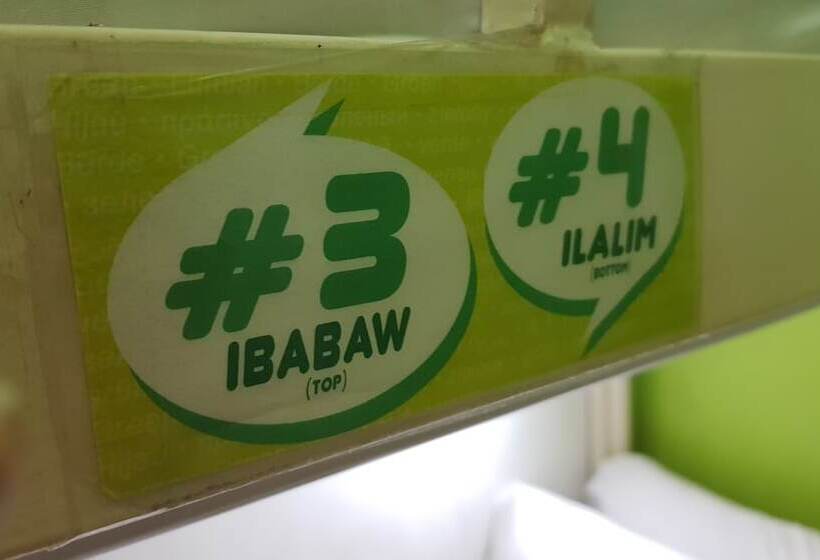 #3
IBABAW
(TOP)
#4
ILALIM
(BOTTOM)